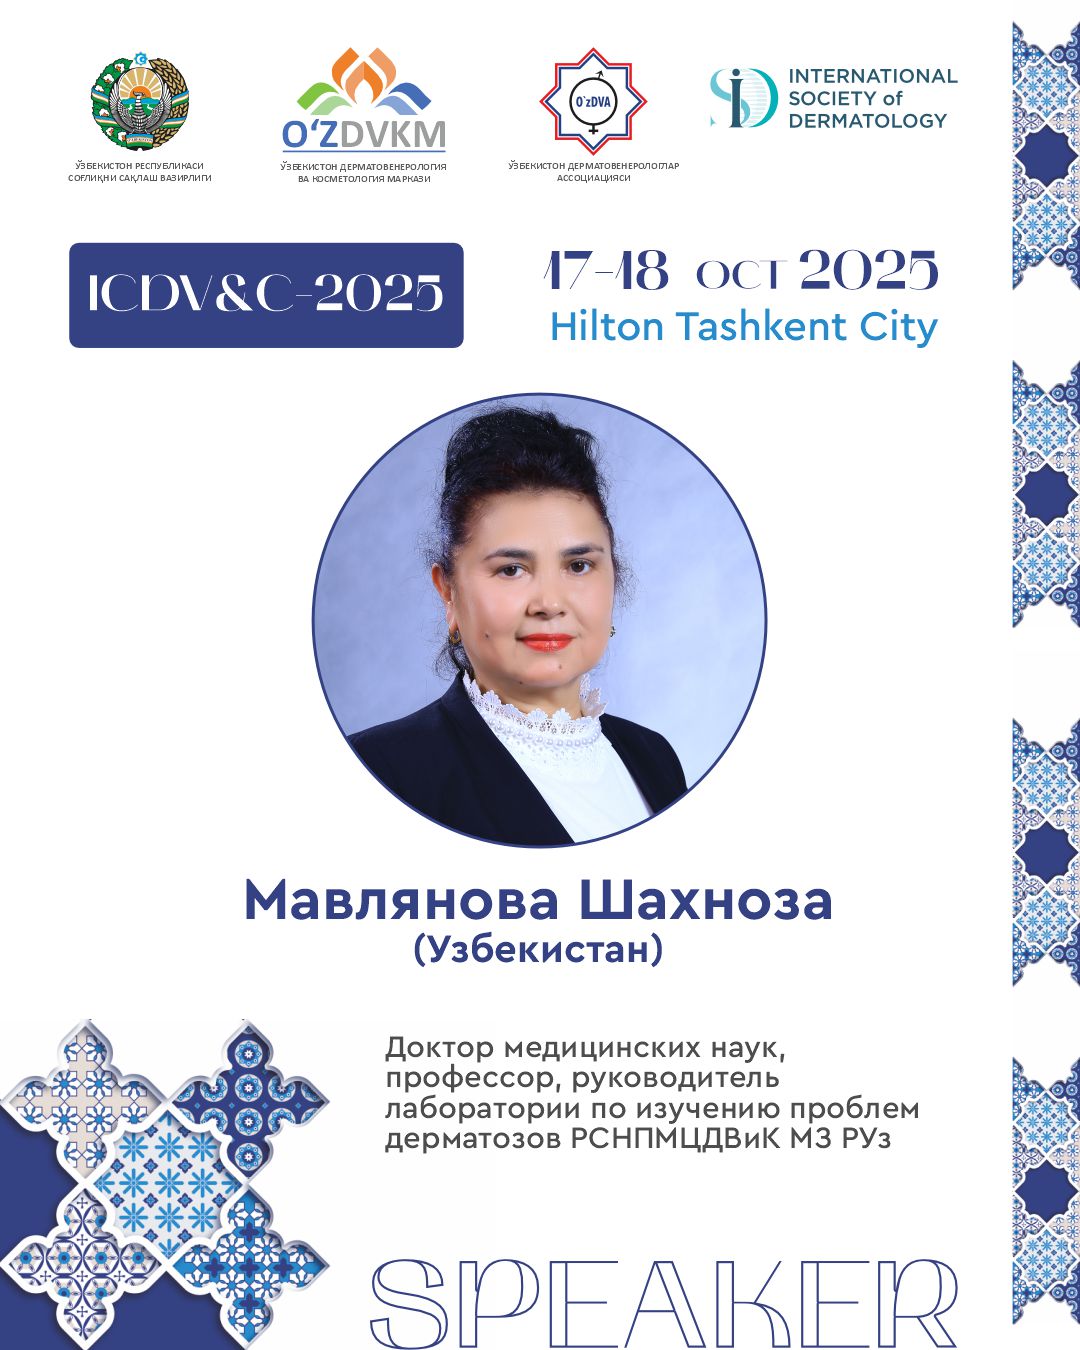 ЎЗБЕКИСТОН РЕСПУБЛИКАСИ
СОҒЛИҚНИ САҚЛАШ ВАЗИРЛИГИ
O‘ZDVKM
ЎЗБЕКИСТОН ДЕРМАТОВЕНЕРОЛОГИЯ
ВА КОСМЕТОЛОГИЯ МАРКАЗИ
O`zDVA
ЎЗБЕКИСТОН ДЕРМАТОВЕНЕРОЛОГЛАР
АССОЦИАЦИЯСИ
ISD
INTERNATIONAL
SOCIETY of
DERMATOLOGY
ICDV&C-2025
17-18 OCT 2025
Hilton Tashkent City
Мавлянова Шахноза
(Узбекистан)
Доктор медицинских наук,
профессор, руководитель
лаборатории по изучению проблем
дерматозов РСНПМЦДВиК МЗ РУз
SPEAKER